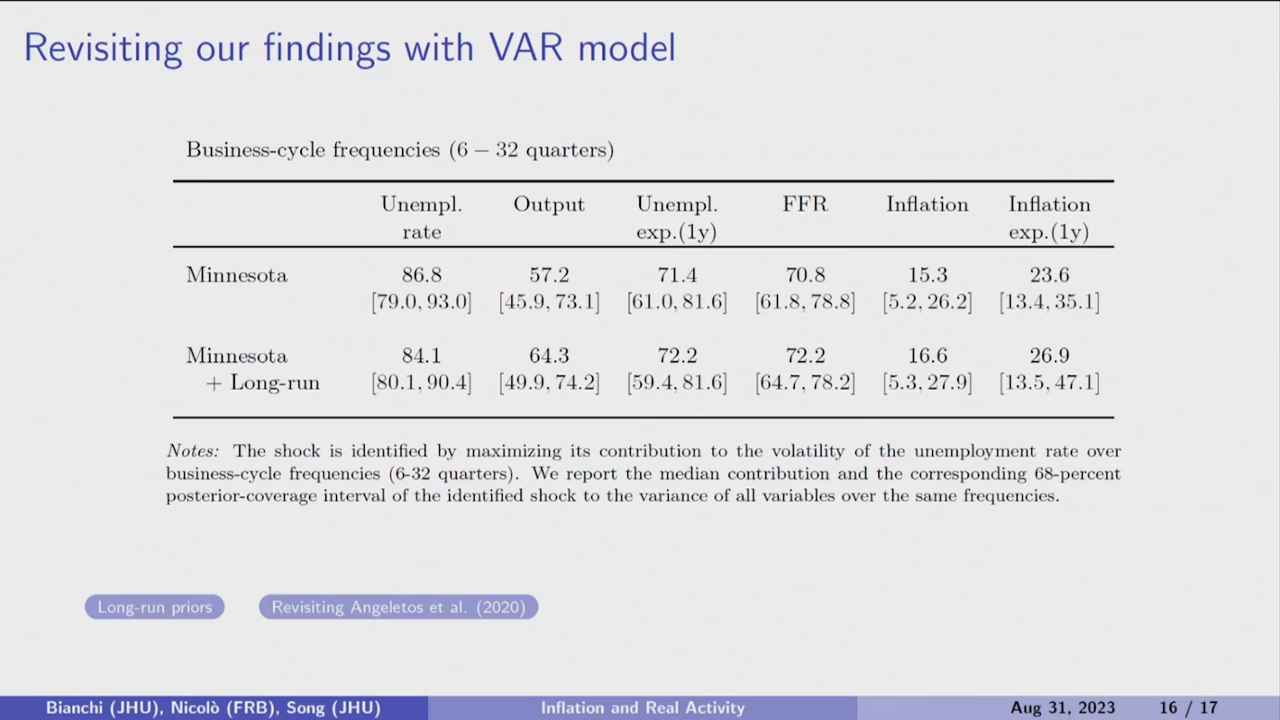 Revisiting our findings with VAR model
Business-cycle frequencies (6 – 32 quarters)
Unempl. Output Unempl. FFR Inflation Inflation
rate exp.(1y) exp.(1y)
Minnesota 86.8 57.2 71.4 70.8 15.3 23.6
[79.0, 93.0] [45.9, 73.1] [61.0, 81.6] [61.8, 78.8] [5.2, 26.2] [13.4, 35.1]
Minnesota 84.1 64.3 72.2 72.2 16.6 26.9
+ Long-run [80.1, 90.4] [49.9, 74.2] [59.4, 81.6] [64.7, 78.2] [5.3, 27.9] [13.5, 47.1]
Notes: The shock is identified by maximizing its contribution to the volatility of the unemployment rate over
business-cycle frequencies (6-32 quarters). We report the median contribution and the corresponding 68-percent
posterior-coverage interval of the identified shock to the variance of all variables over the same frequencies.
Long-run priors Revisiting Angeletos et al. (2020)
Bianchi (JHU), Nicolò (FRB), Song (JHU) Inflation and Real Activity Aug 31, 2023 16 / 17